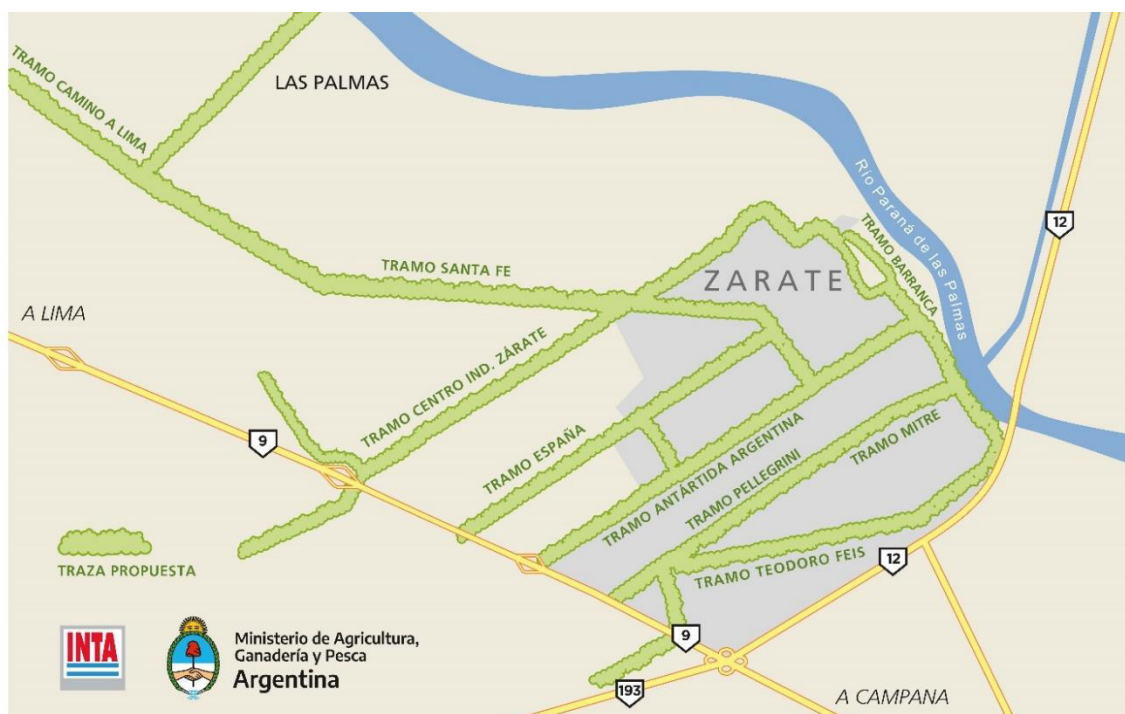 TRAMO CAMINO A LIMA
LAS PALMAS
Río Paraná de las Palmas
12
TRAMO BARRANCA
TRAMO SANTA FE
ZARATE
A LIMA
TRAMO CENTRO IND. ZÁRATE
9
TRAMO ESPAÑA
TRAMO ANTÁRTIDA ARGENTINA
TRAMO PELLEGRINI
TRAMO MITRE
TRAZA PROPUESTA
TRAMO TEODORO FEIS
12
INTA
Ministerio de Agricultura,
Ganadería y Pesca
Argentina
9
193
A CAMPANA